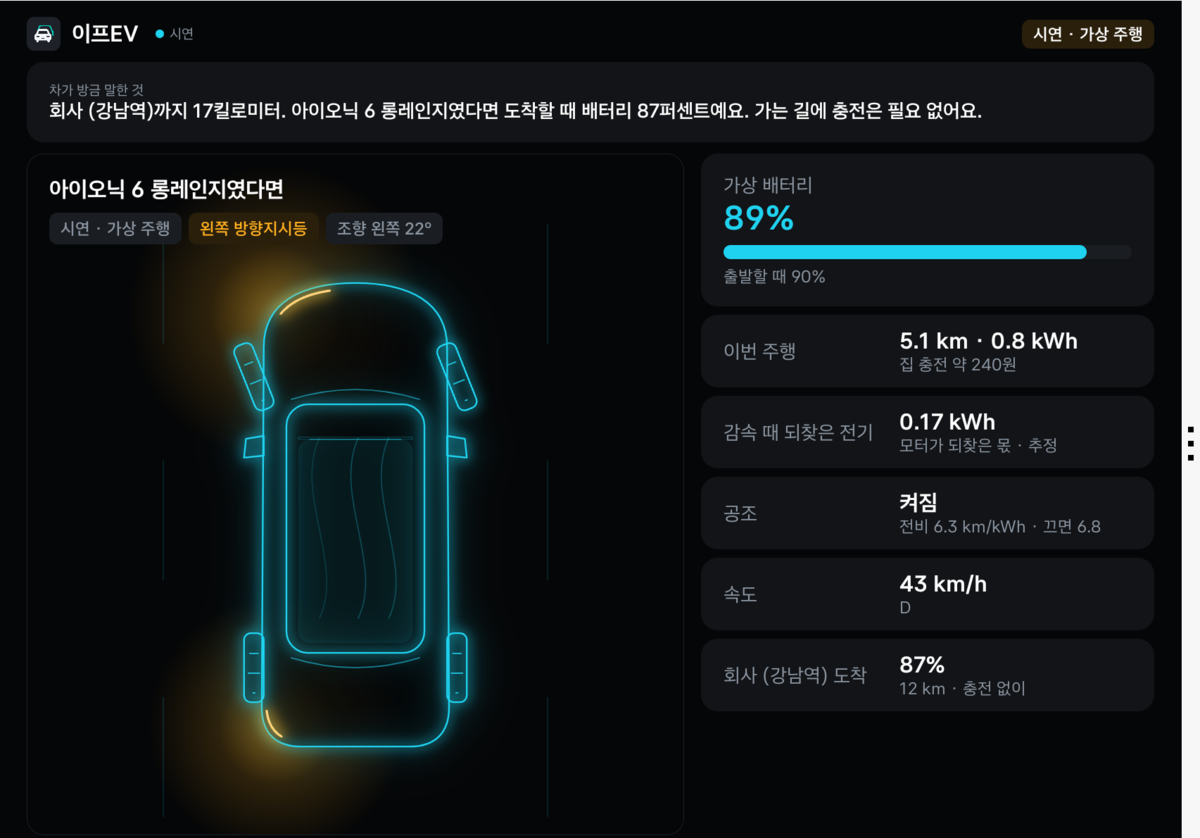 이프EV
시연
시연 · 가상 주행
차가 방금 말한 것
회사 (강남역)까지 17킬로미터. 아이오닉 6 롱레인지였다면 도착할 때 배터리 87퍼센트예요. 가는 길에 충전은 필요 없어요.
아이오닉 6 롱레인지였다면
시연 · 가상 주행
왼쪽 방향지시등
조향 왼쪽 22°
가상 배터리
89%
출발할 때 90%
이번 주행
5.1 km · 0.8 kWh
집 충전 약 240원
감속 때 되찾은 전기
0.17 kWh
모터가 되찾은 몫 · 추정
공조
켜짐
전비 6.3 km/kWh · 끄면 6.8
속도
43 km/h
D
회사 (강남역) 도착
87%
12 km · 충전 없이